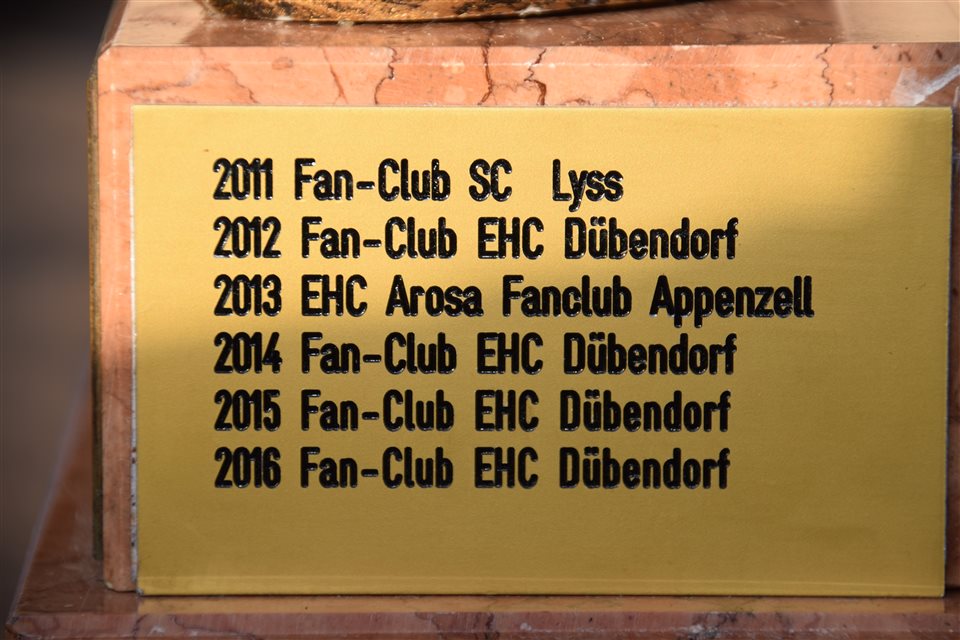 2011 Fan-Club SC Lyss
2012 Fan-Club EHC Dübendorf
2013 EHC Arosa Fanclub Appenzell
2014 Fan-Club EHC Dübendorf
2015 Fan-Club EHC Dübendorf
2016 Fan-Club EHC Dübendorf